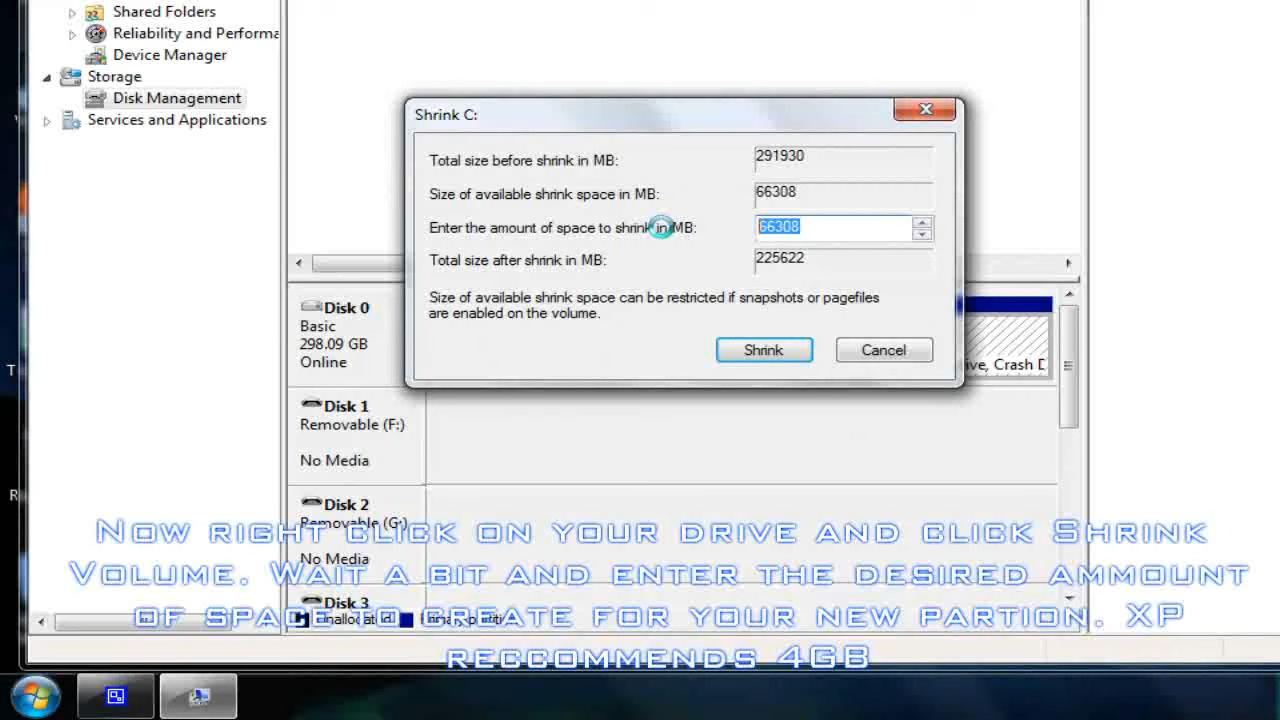 Shared Folders
Reliability and Performa
Device Manager
Storage
Disk Management
Services and Applications
Shrink C:
Total size before shrink in MB: 291930
Size of available shrink space in MB: 66308
Enter the amount of space to shrink in MB: 66308
Total size after shrink in MB: 225622
Size of available shrink space can be restricted if snapshots or pagefiles
are enabled on the volume.
Shrink Cancel
Disk 0
Basic
298.09 GB
Online
ive, Crash D
Disk 1
Removable (F:)
No Media
Disk 2
Removable (G:)
No Media
Disk 3
Unallocated
Now right click on your drive and click Shrink
Volume. Wait a bit and enter the desired ammount
of space to create for your new partion. XP
reccommends 4GB
T
R